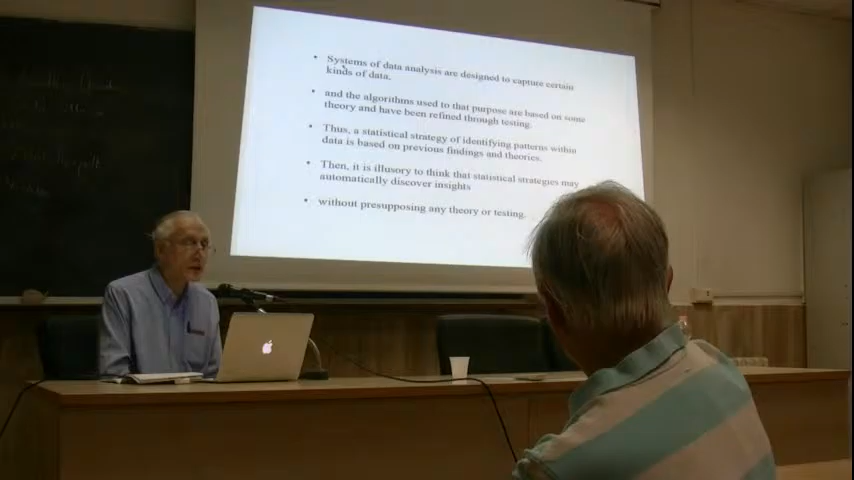 • Systems of data analysis are designed to capture certain
kinds of data.
• and the algorithms used to that purpose are based on some
theory and have been refined through testing.
• Thus, a statistical strategy of identifying patterns within
data is based on previous findings and theories.
• Then, it is illusory to think that statistical strategies may
automatically discover insights
• without presupposing any theory or testing.